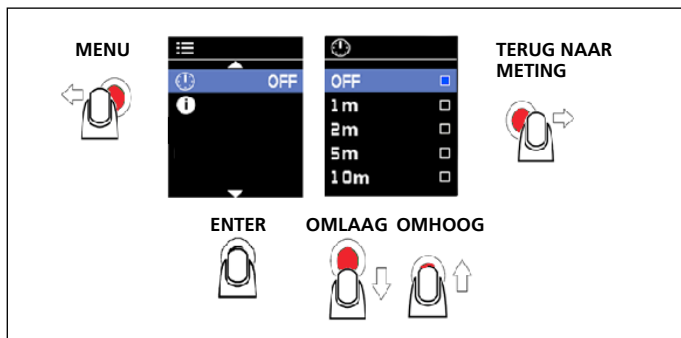 MENU
OFF
OFF
1m
2m
5m
10m
TERUG NAAR
METING
ENTER
OMLAAG
OMHOOG